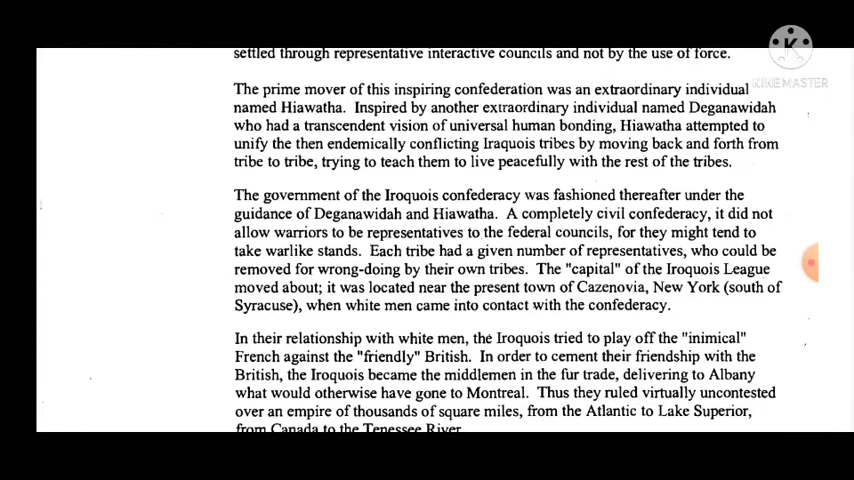 settled through representative interactive councils and not by the use of force.
KINEMASTER
The prime mover of this inspiring confederation was an extraordinary individual
named Hiawatha. Inspired by another extraordinary individual named Deganawidah
who had a transcendent vision of universal human bonding, Hiawatha attempted to
unify the then endemically conflicting Iraquois tribes by moving back and forth from
tribe to tribe, trying to teach them to live peacefully with the rest of the tribes.
The government of the Iroquois confederacy was fashioned thereafter under the
guidance of Deganawidah and Hiawatha. A completely civil confederacy, it did not
allow warriors to be representatives to the federal councils, for they might tend to
take warlike stands. Each tribe had a given number of representatives, who could be
removed for wrong-doing by their own tribes. The "capital" of the Iroquois League
moved about; it was located near the present town of Cazenovia, New York (south of
Syracuse), when white men came into contact with the confederacy.
In their relationship with white men, the Iroquois tried to play off the "inimical"
French against the "friendly" British. In order to cement their friendship with the
British, the Iroquois became the middlemen in the fur trade, delivering to Albany
what would otherwise have gone to Montreal. Thus they ruled virtually uncontested
over an empire of thousands of square miles, from the Atlantic to Lake Superior,
from Canada to the Tenessee River